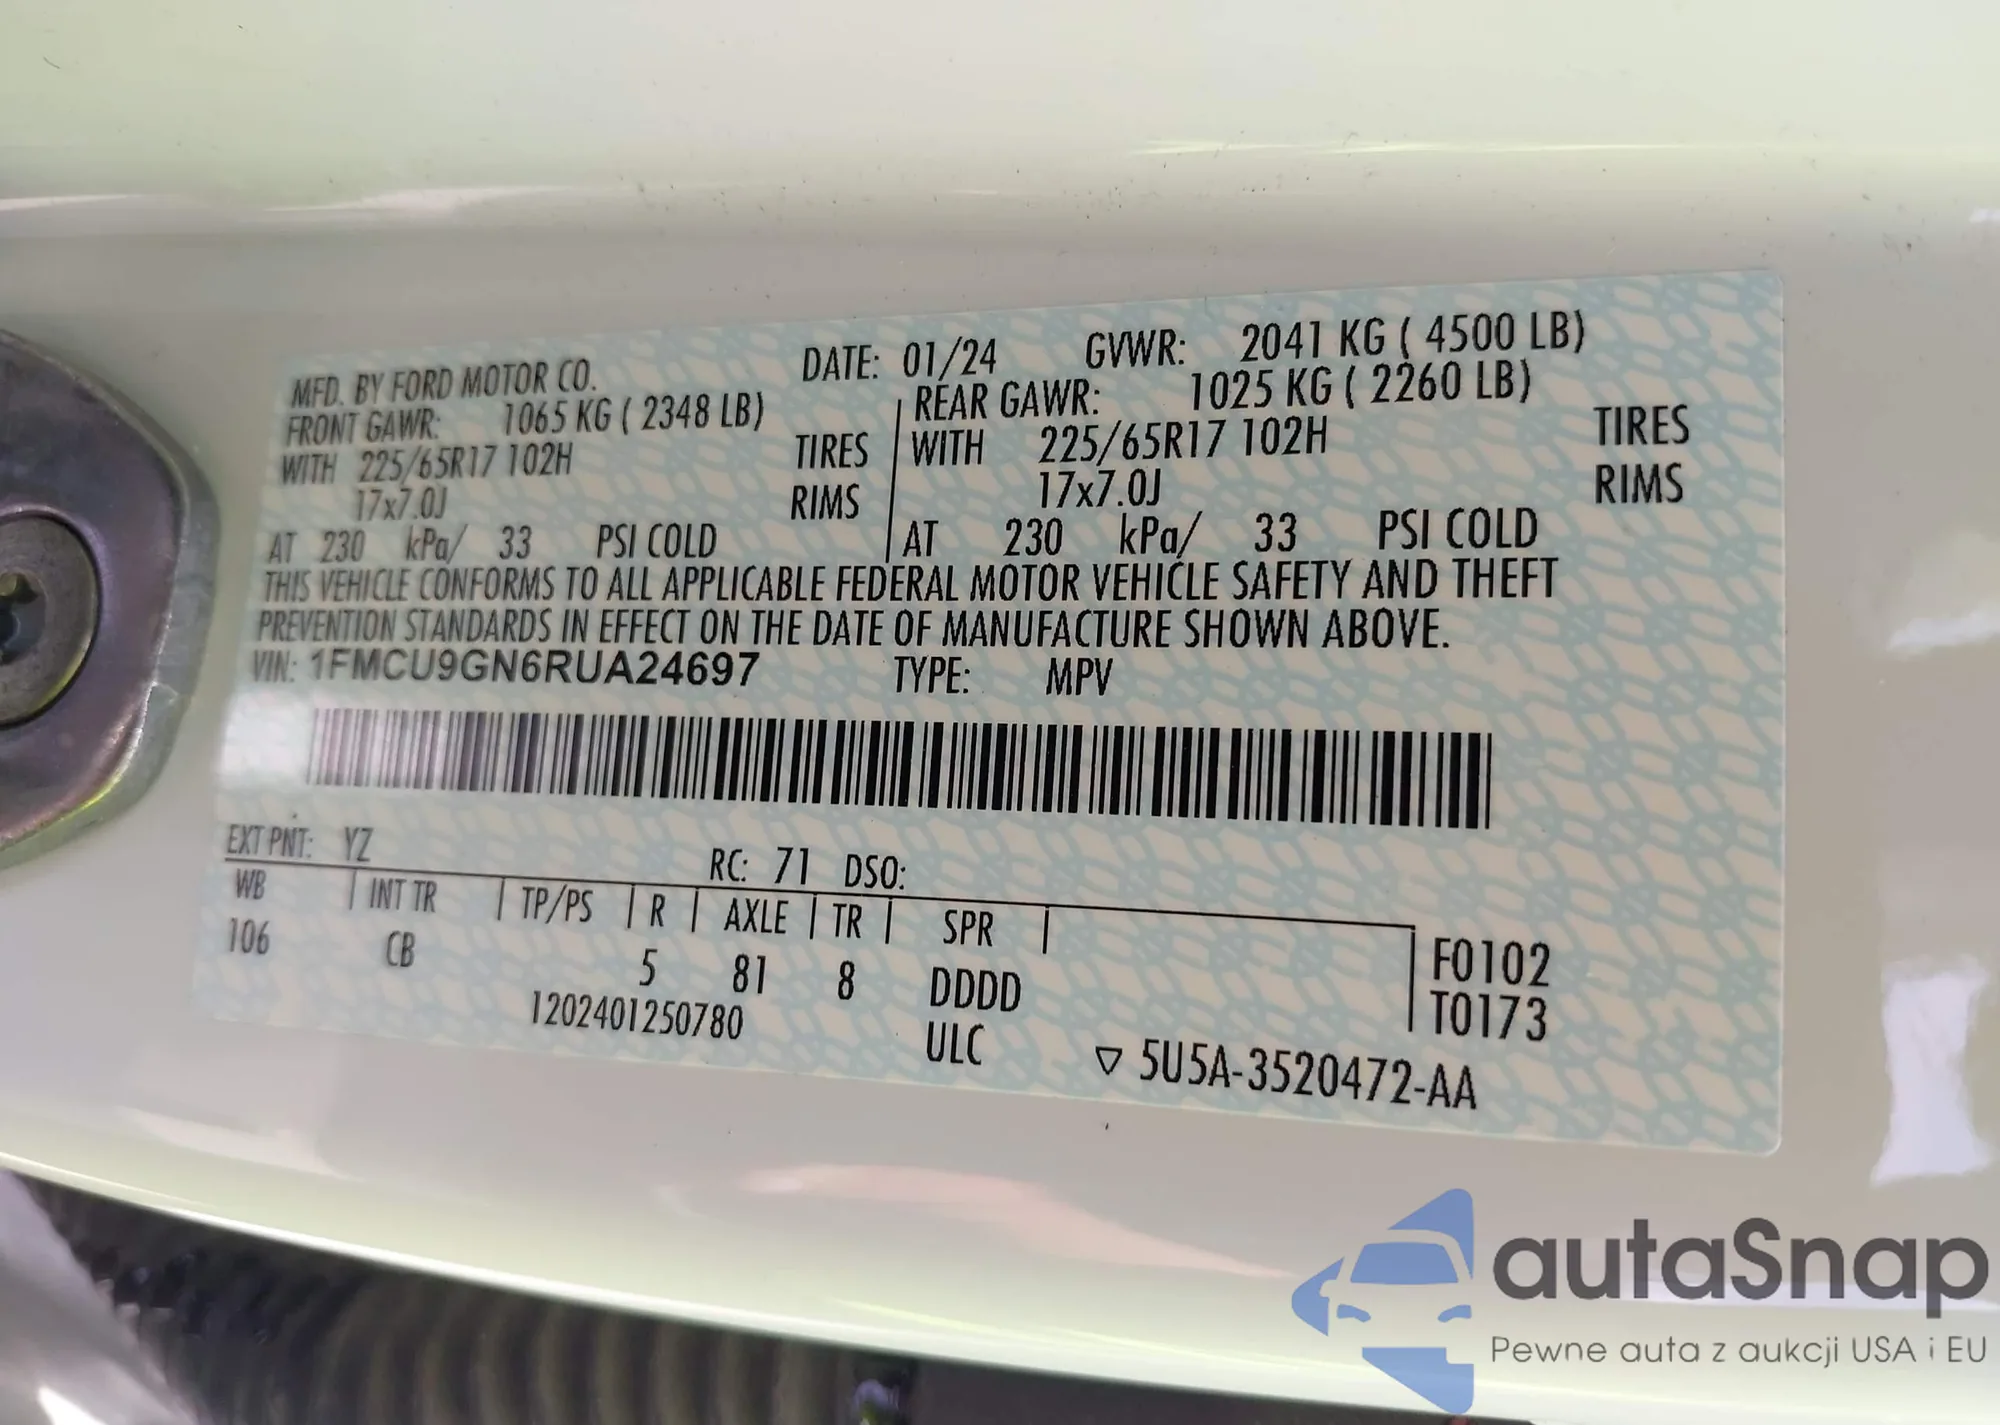 MFD. BY FORD MOTOR CO. DATE: 01/24 GVWR: 2041 KG ( 4500 LB)
FRONT GAWR: 1065 KG ( 2348 LB) REAR GAWR: 1025 KG ( 2260 LB)
WITH 225/65R17 102H TIRES WITH 225/65R17 102H TIRES
17x7.0J RIMS 17x7.0J RIMS
AT 230 kPa/ 33 PSI COLD AT 230 kPa/ 33 PSI COLD
THIS VEHICLE CONFORMS TO ALL APPLICABLE FEDERAL MOTOR VEHICLE SAFETY AND THEFT
PREVENTION STANDARDS IN EFFECT ON THE DATE OF MANUFACTURE SHOWN ABOVE.
VIN: 1FMCU9GN6RUA24697 TYPE: MPV
EXT PNT: YZ RC: 71 DSO:
WB INT TR TP/PS R AXLE TR SPR
106 CB 5 81 8 DDDD F0102
1202401250780 ULC T0173
▽ 5U5A-3520472-AA
autaSnap
Pewne auta z aukcji USA i EU